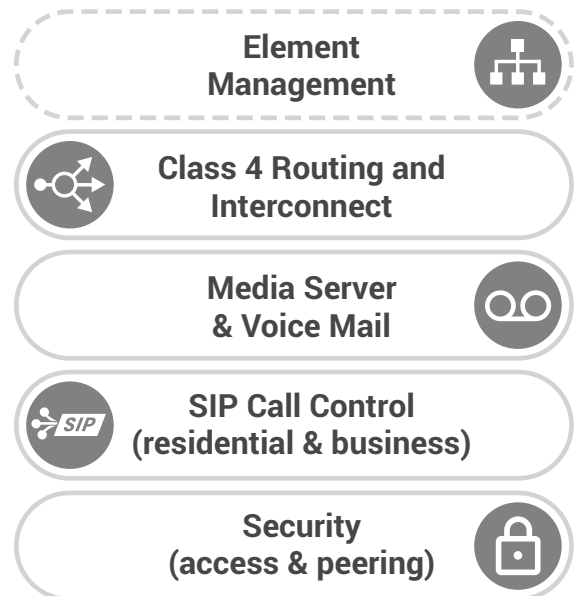 Element
Management
Class 4 Routing and
Interconnect
Media Server
& Voice Mail
SIP
SIP Call Control
(residential & business)
Security
(access & peering)